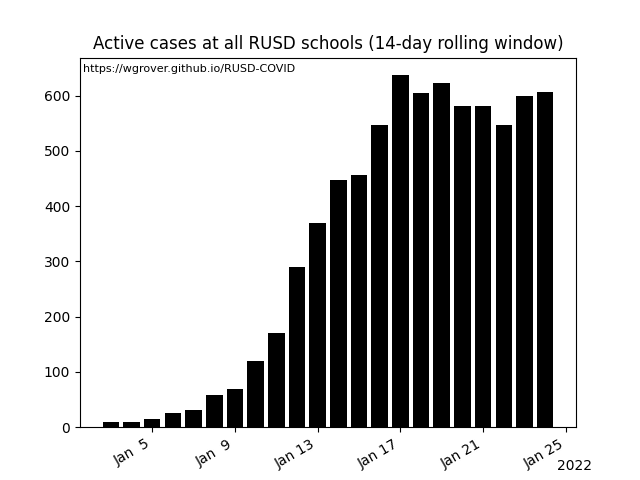 Active cases at all RUSD schools (14-day rolling window)
https://wgrover.github.io/RUSD-COVID
600
500
400
300
200
100
0
Jan 5
Jan 9
Jan 13
Jan 17
Jan 21
Jan 25
2022